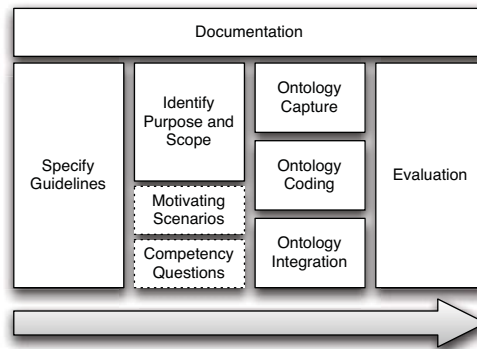 Documentation
Specify
Guidelines
Identify
Purpose and
Scope
Motivating
Scenarios
Competency
Questions
Ontology
Capture
Ontology
Coding
Ontology
Integration
Evaluation